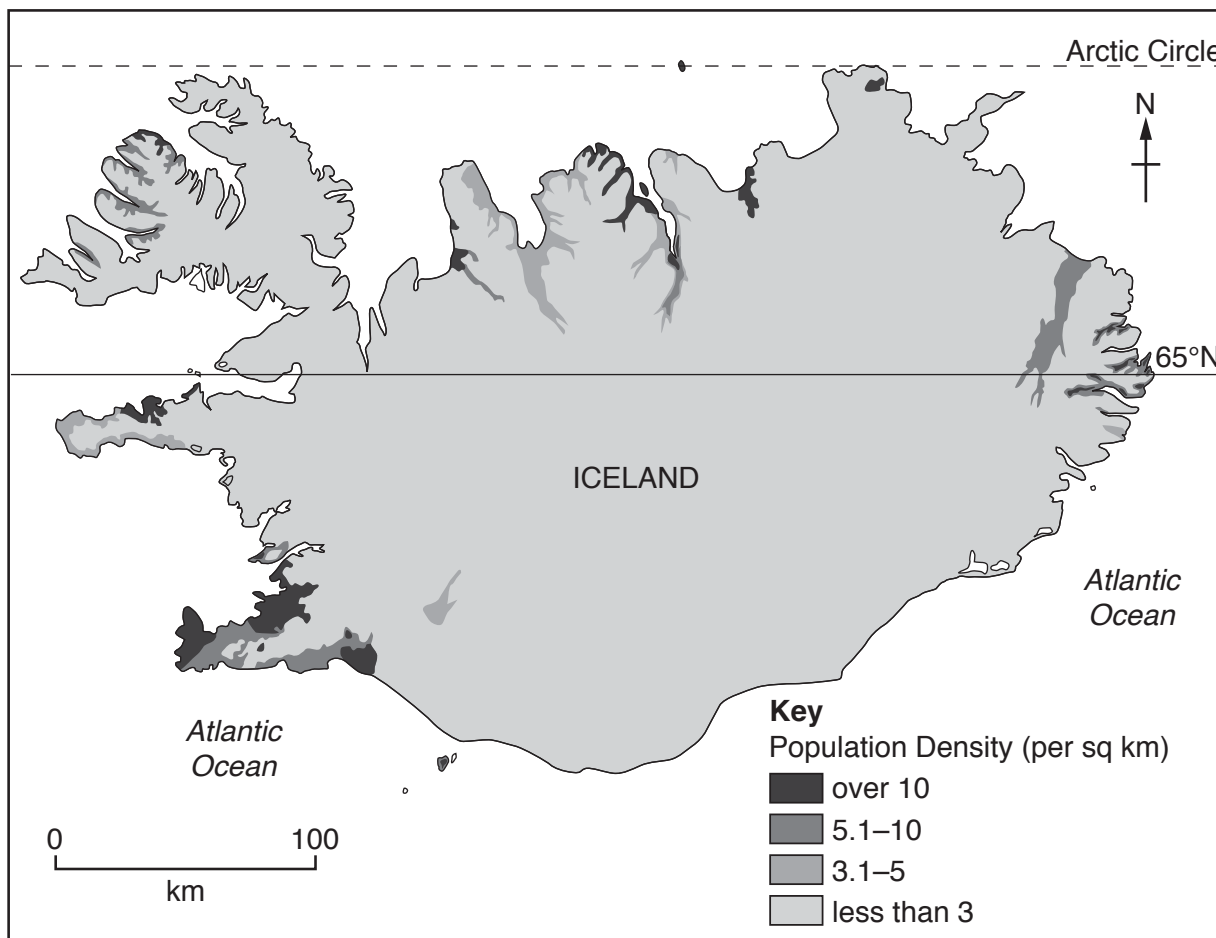 Arctic Circle
N
65°N
ICELAND
Atlantic
Ocean
Atlantic
Ocean
Key
Population Density (per sq km)
over 10
5.1–10
3.1–5
less than 3
0 100
km